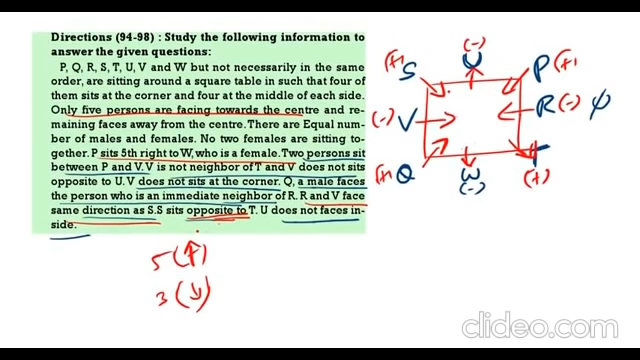 Directions (94-98) : Study the following information to
answer the given questions:
P, Q, R, S, T, U, V and W but not necessarily in the same
order, are sitting around a square table in such that four of
them sits at the corner and four at the middle of each side.
Only five persons are facing towards the centre and re-
maining faces away from the centre. There are Equal num-
ber of males and females. No two females are sitting to-
gether. P sits 5th right to W, who is a female. Two persons sit
between P and V. V is not neighbor of T and V does not sits
opposite to U. V does not sits at the corner. Q, a male faces
the person who is an immediate neighbor of R. R and V face
same direction as S. S sits opposite to T. U does not faces in-
side.
5 (↑)
3 (↓)
(-)
(+) S U P (+)
(-) V R (-) ψ
(+) Q W T
(-) (+)
clideo.com